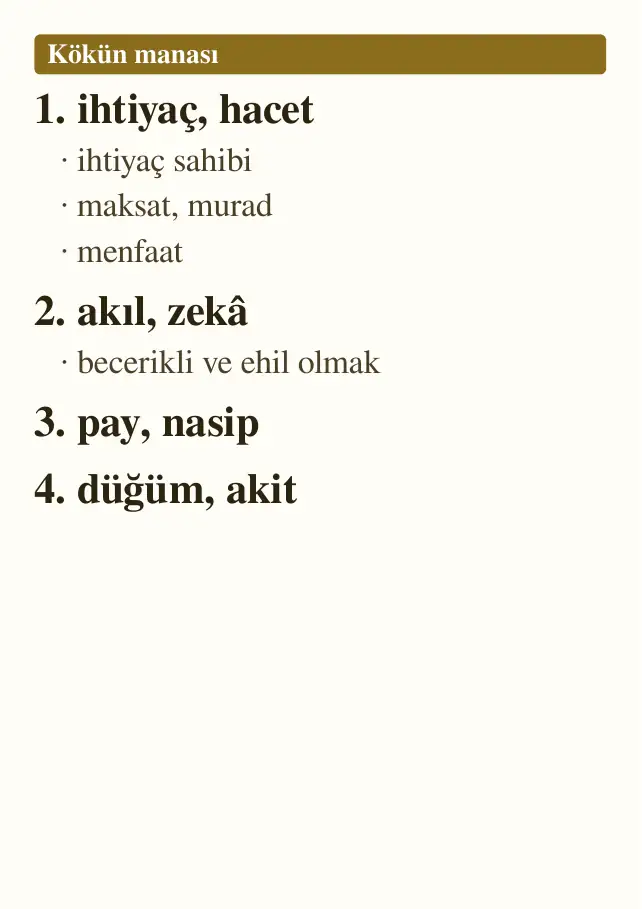 Kökün manası
1. ihtiyaç, hacet
· ihtiyaç sahibi
· maksat, murad
· menfaat
2. akıl, zekâ
· becerikli ve ehil olmak
3. pay, nasip
4. düğüm, akit